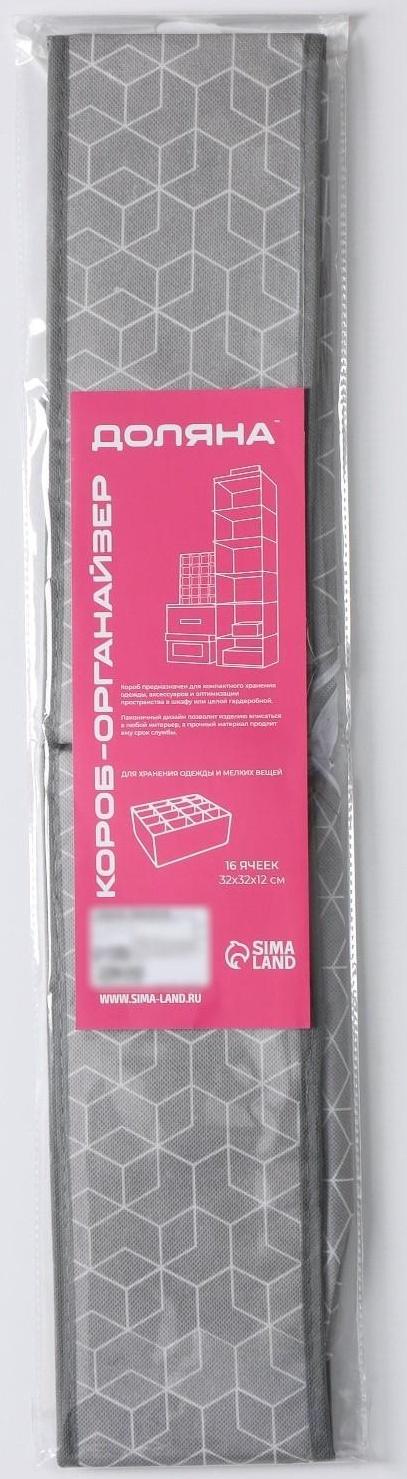 ДОЛЯНА™
КОРОБ-ОРГАНАЙЗЕР
Короб предназначен для компактного хранения
одежды, аксессуаров и оптимизации
пространства в шкафу или целой гардеробной.
Лаконичный дизайн позволит изделию вписаться
в любой интерьер, а прочный материал продлит
ему срок службы.
ДЛЯ ХРАНЕНИЯ ОДЕЖДЫ И МЕЛКИХ ВЕЩЕЙ
16 ЯЧЕЕК
32х32х12 см
SIMA
LAND
WWW.SIMA-LAND.RU